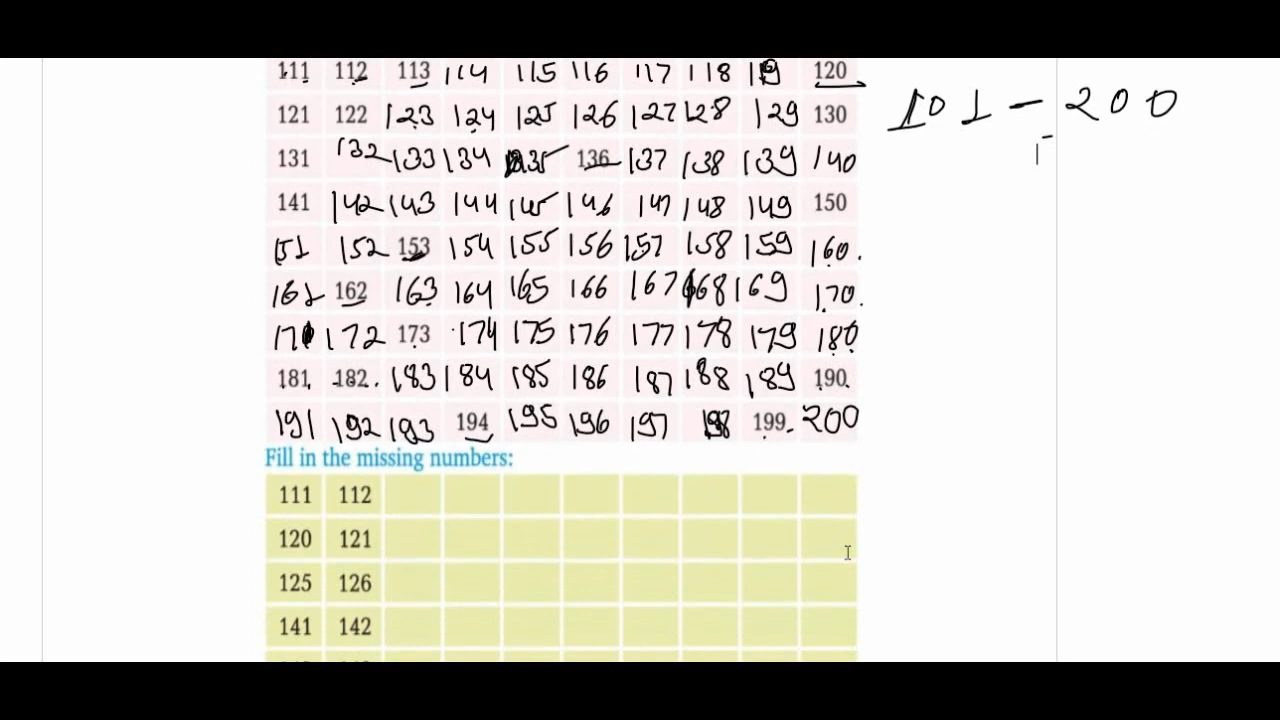 111 112 113 114 115 116 117 118 119 120
101 - 200
121 122 123 124 125 126 127 128 129 130
131 132 133 134 135 136 137 138 139 140
141 142 143 144 145 146 147 148 149 150
151 152 153 154 155 156 157 158 159 160.
161 162 163 164 165 166 167 168 169 170.
171 172 173 174 175 176 177 178 179 180
181 182. 183 184 185 186 187 188 189 190
191 192 193 194 195 196 197 198 199 200
Fill in the missing numbers:
111 112
120 121
125 126
141 142